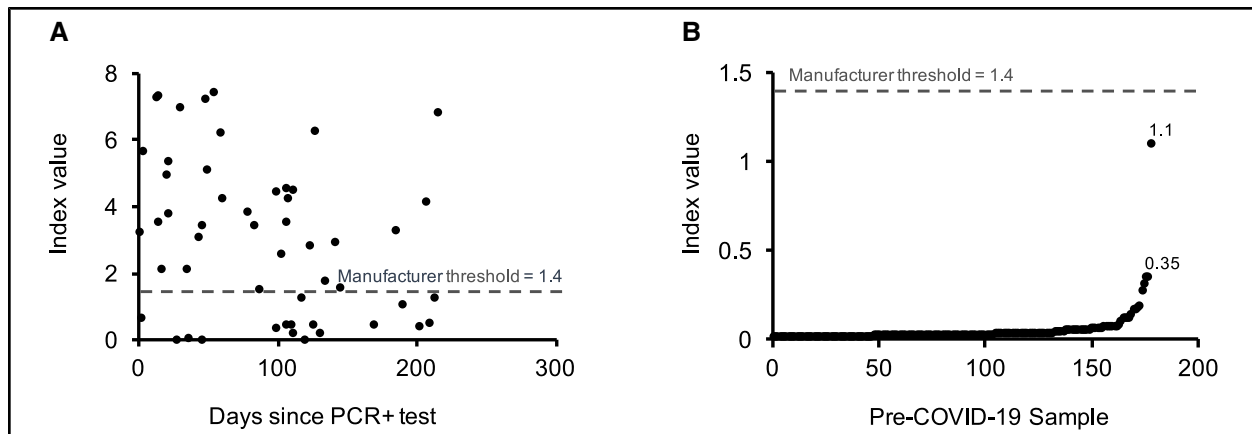 A
Index value
8
6
4
2
0
Manufacturer threshold = 1.4
0 100 200 300
Days since PCR+ test
B
Index value
1.5
1
0.5
0
Manufacturer threshold = 1.4
1.1
0.35
0 50 100 150 200
Pre-COVID-19 Sample